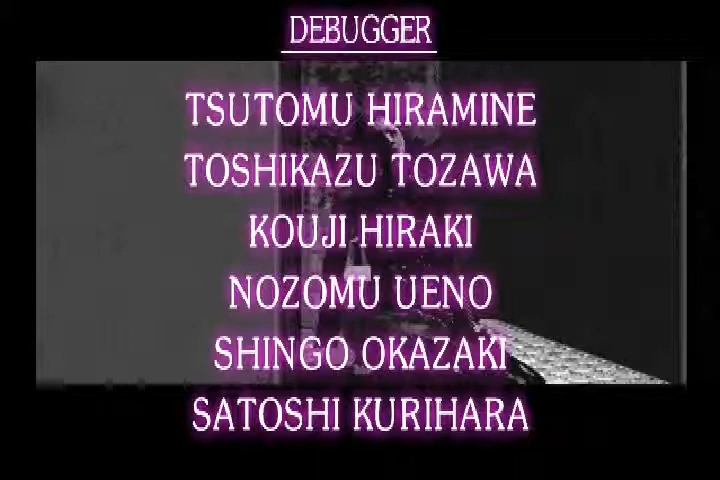 DEBUGGER
TSUTOMU HIRAMINE
TOSHIKAZU TOZAWA
KOUJI HIRAKI
NOZOMU UENO
SHINGO OKAZAKI
SATOSHI KURIHARA